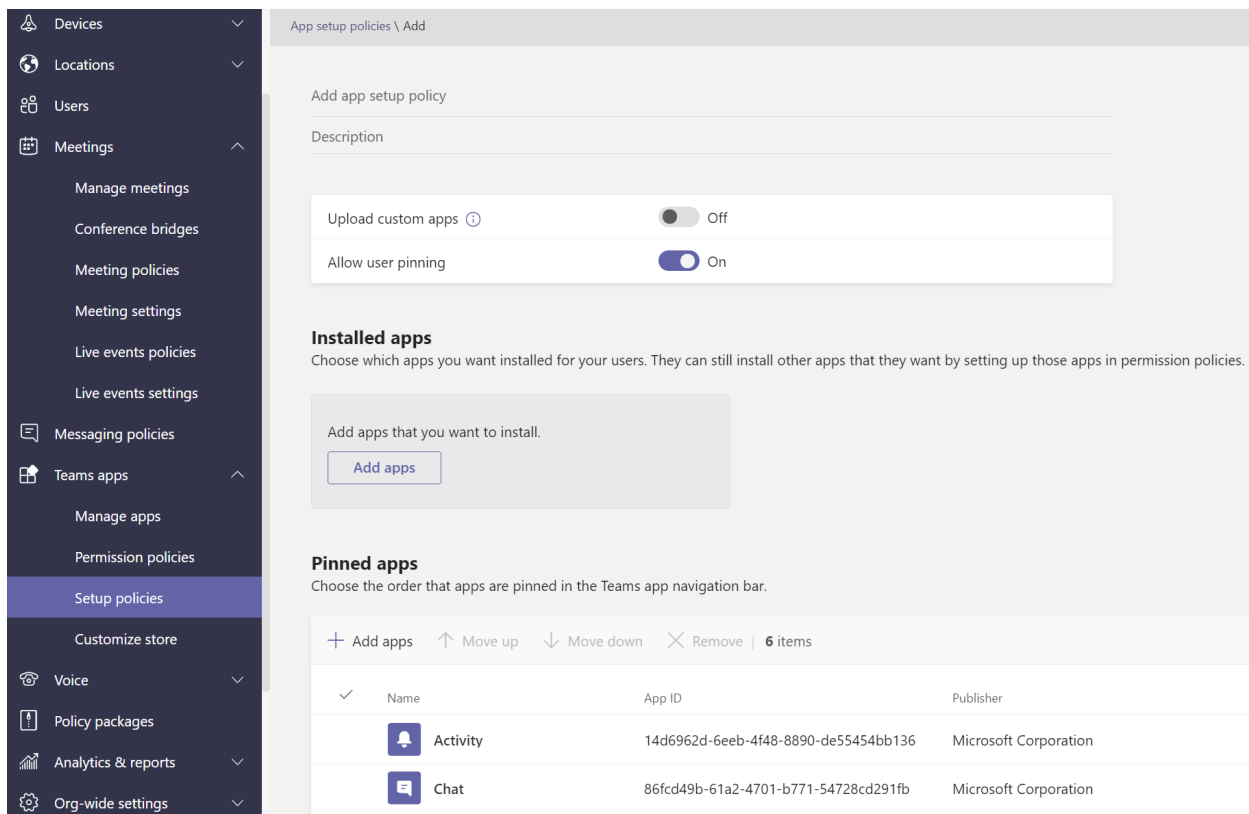 Devices
Locations
Users
Meetings
Manage meetings
Conference bridges
Meeting policies
Meeting settings
Live events policies
Live events settings
Messaging policies
Teams apps
Manage apps
Permission policies
Setup policies
Customize store
Voice
Policy packages
Analytics & reports
Org-wide settings
App setup policies \ Add
Add app setup policy
Description
Upload custom apps Off
Allow user pinning On
Installed apps
Choose which apps you want installed for your users. They can still install other apps that they want by setting up those apps in permission policies.
Add apps that you want to install.
Add apps
Pinned apps
Choose the order that apps are pinned in the Teams app navigation bar.
Add apps Move up Move down Remove | 6 items
Name App ID Publisher
Activity 14d6962d-6eeb-4f48-8890-de55454bb136 Microsoft Corporation
Chat 86fcd49b-61a2-4701-b771-54728cd291fb Microsoft Corporation